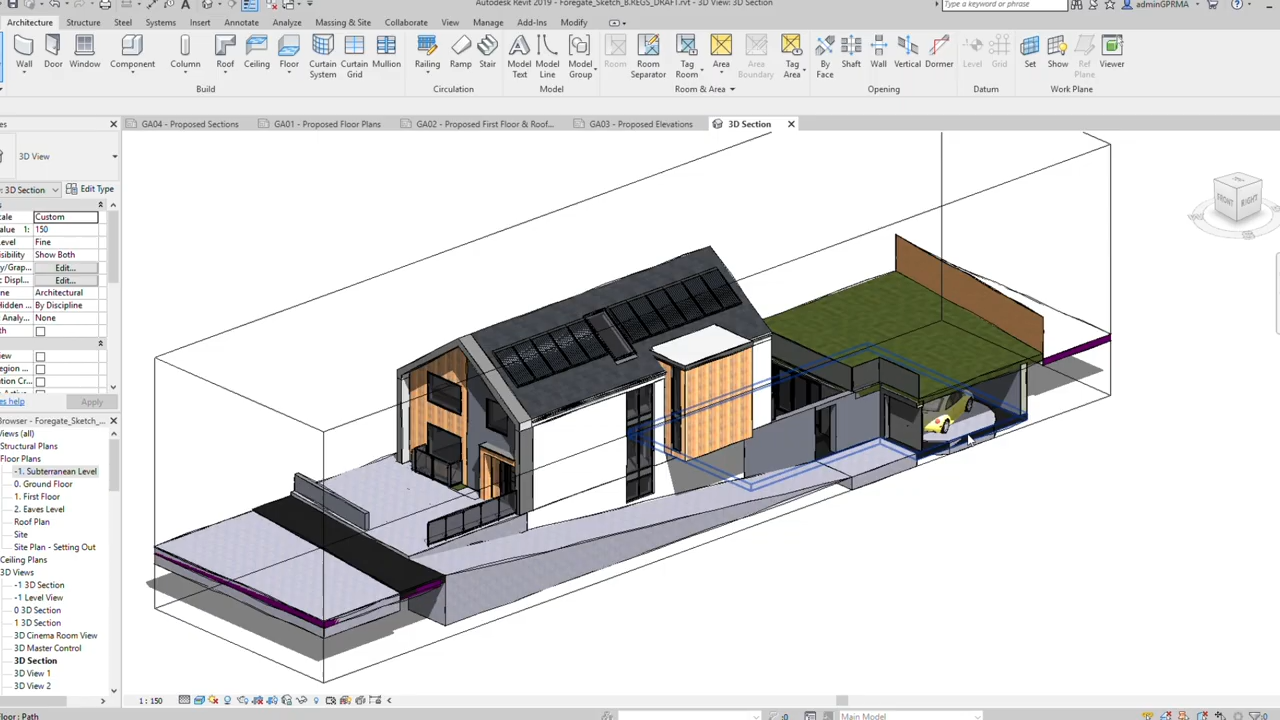 Autodesk Revit 2019 - Foregate_Sketch_B.REGS_DRAFT.rvt - 3D View: 3D Section
Type a keyword or phrase
adminGPRMA
Architecture Structure Steel Systems Insert Annotate Analyze Massing & Site Collaborate View Manage Add-Ins Modify
Wall Door Window Component Column Roof Ceiling Floor Curtain System Curtain Grid Mullion Railing Ramp Stair Model Text Model Line Model Group Room Room Separator Tag Room Area Area Boundary Tag Area By Face Shaft Wall Vertical Dormer Level Grid Set Show Ref Plane Viewer
Build Circulation Model Room & Area Opening Datum Work Plane
GA04 - Proposed Sections GA01 - Proposed Floor Plans GA02 - Proposed First Floor & Roof... GA03 - Proposed Elevations 3D Section
3D View
3D Section Edit Type
Custom
1: 150
Fine
Show Both
Edit...
Edit...
Architectural
By Discipline
None
Apply
Browser - Foregate_Sketch_...
Views (all)
Structural Plans
Floor Plans
-1. Subterranean Level
0. Ground Floor
1. First Floor
2. Eaves Level
Roof Plan
Site
Site Plan - Setting Out
Ceiling Plans
3D Views
-1 3D Section
-1 Level View
0 3D Section
1 3D Section
3D Cinema Room View
3D Master Control
3D Section
3D View 1
3D View 2
TOP
FRONT RIGHT
1 : 150
Floor : Path
:0
Main Model